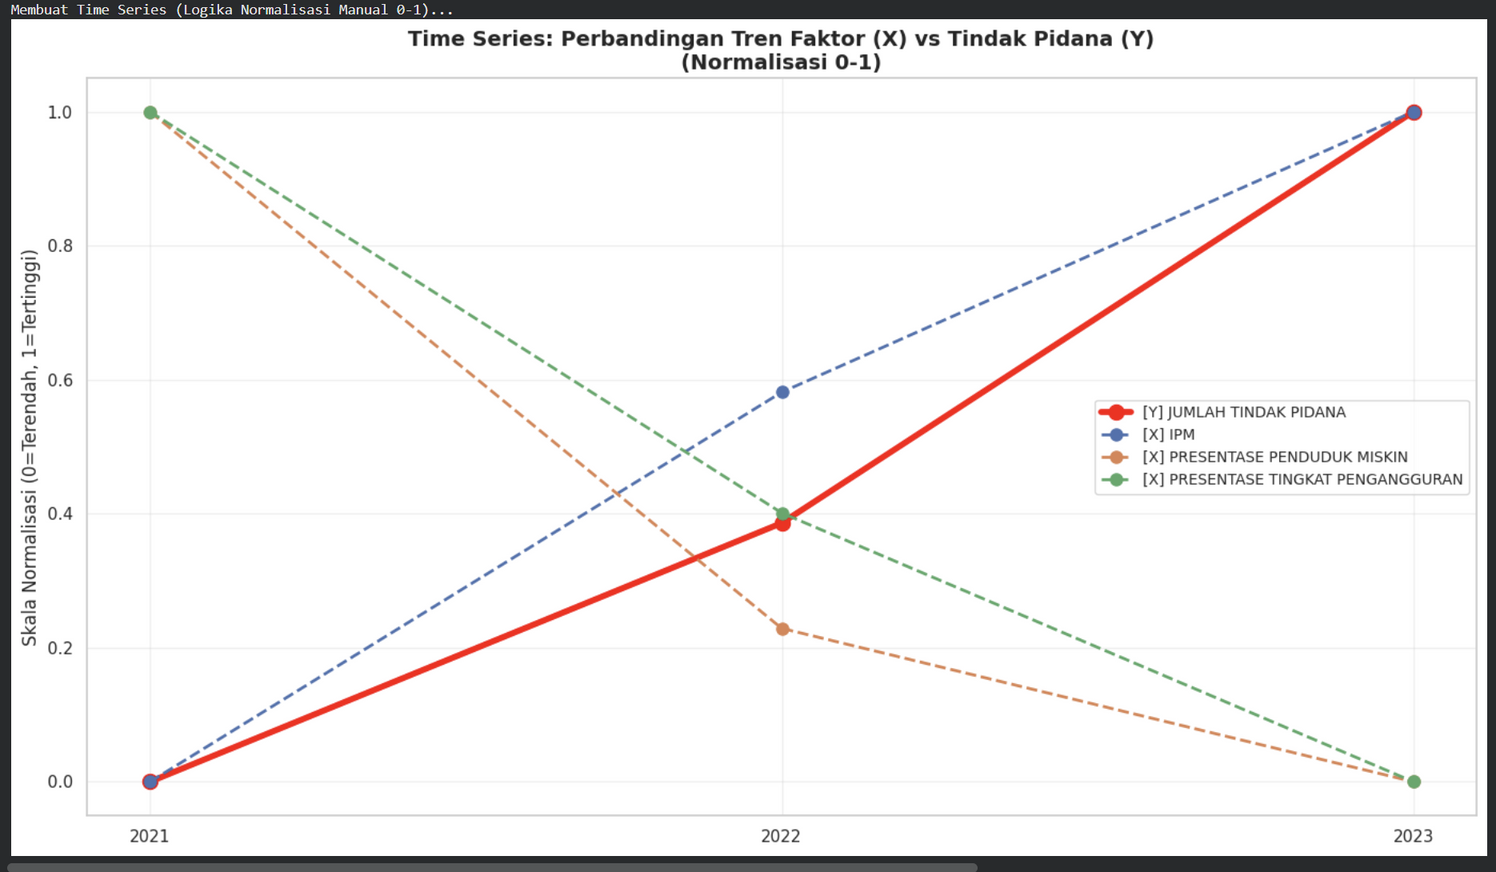 Membuat Time Series (Logika Normalisasi Manual 0-1)...
Time Series: Perbandingan Tren Faktor (X) vs Tindak Pidana (Y)
(Normalisasi 0-1)
Skala Normalisasi (0=Terendah, 1=Tertinggi)
1.0
0.8
0.6
0.4
0.2
0.0
[Y] JUMLAH TINDAK PIDANA
[X] IPM
[X] PRESENTASE PENDUDUK MISKIN
[X] PRESENTASE TINGKAT PENGANGGURAN
2021
2022
2023